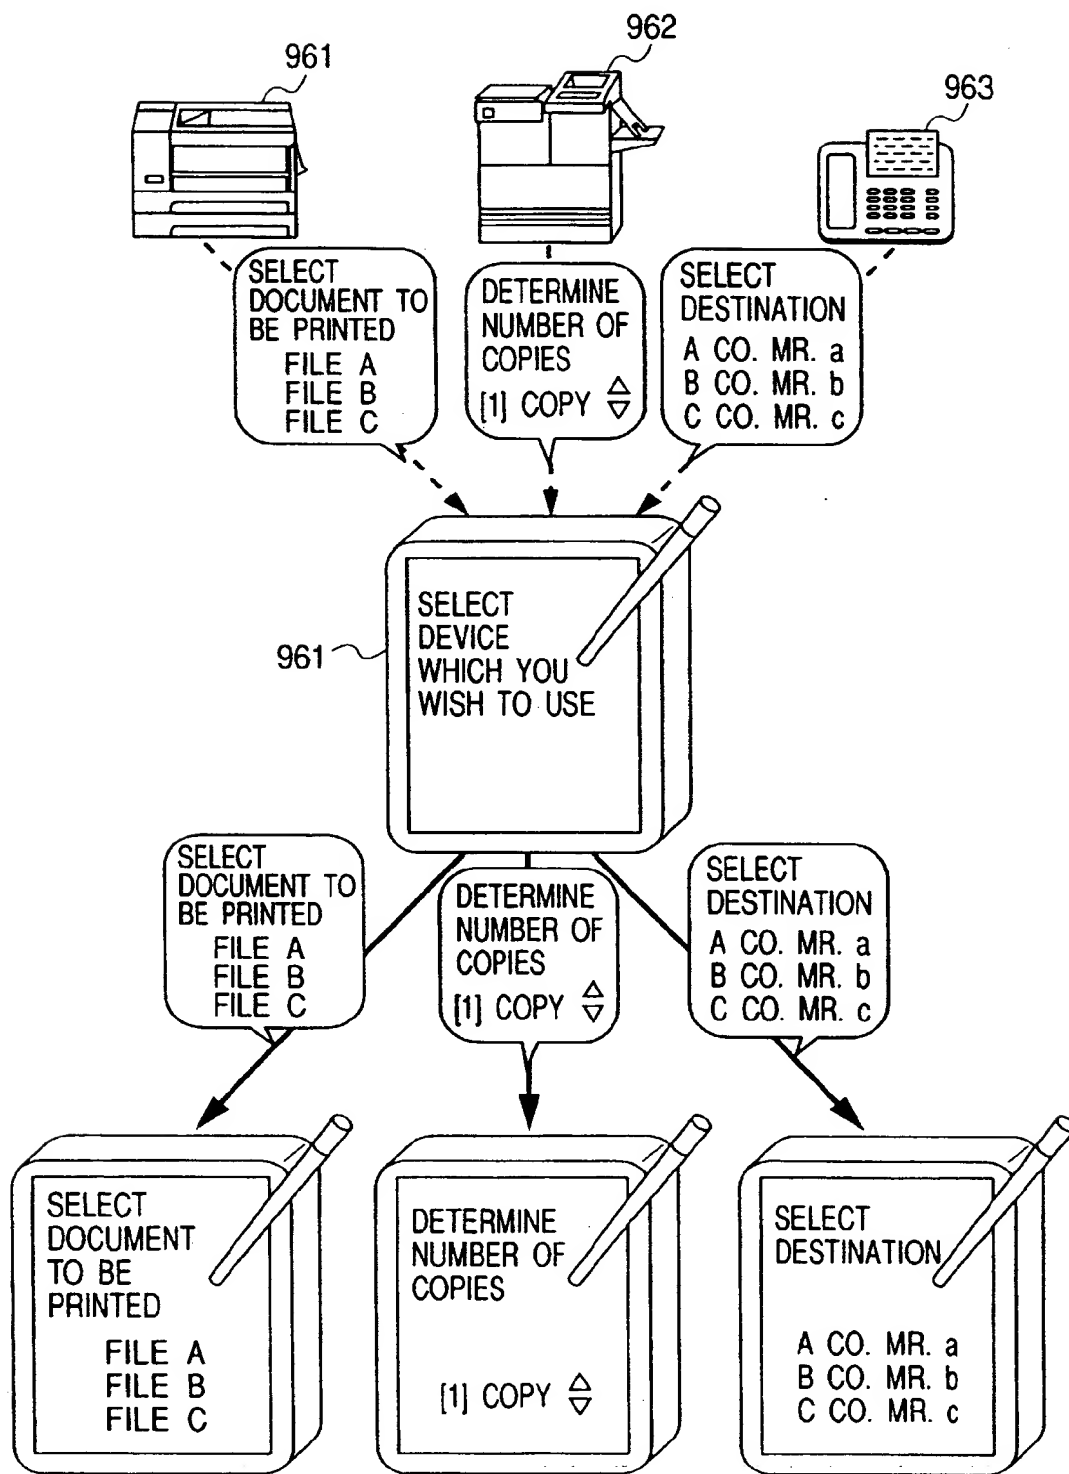 961
962
963
SELECT
DOCUMENT TO
BE PRINTED
FILE A
FILE B
FILE C
DETERMINE
NUMBER OF
COPIES
[1] COPY
SELECT
DESTINATION
A CO. MR. a
B CO. MR. b
C CO. MR. c
961
SELECT
DEVICE
WHICH YOU
WISH TO USE
SELECT
DOCUMENT TO
BE PRINTED
FILE A
FILE B
FILE C
DETERMINE
NUMBER OF
COPIES
[1] COPY
SELECT
DESTINATION
A CO. MR. a
B CO. MR. b
C CO. MR. c
SELECT
DOCUMENT
TO BE
PRINTED
FILE A
FILE B
FILE C
DETERMINE
NUMBER OF
COPIES
[1] COPY
SELECT
DESTINATION
A CO. MR. a
B CO. MR. b
C CO. MR. c